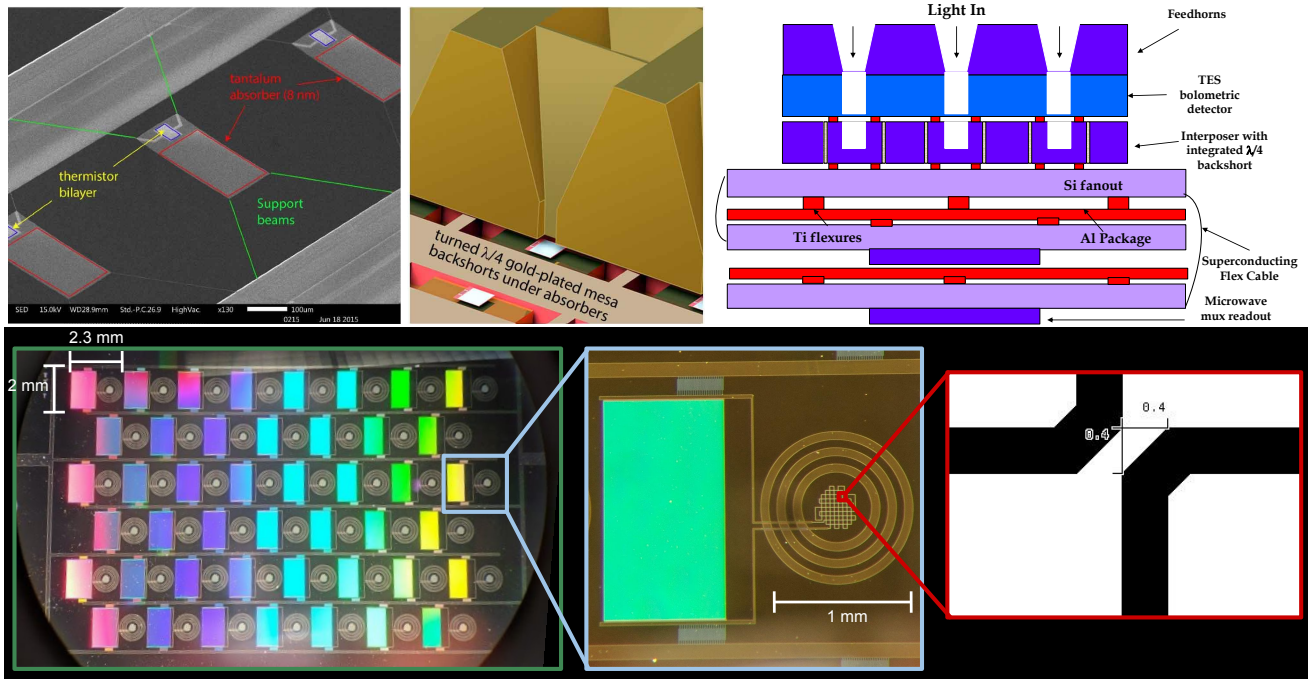 tantalum
absorber (8 nm)
thermistor
bilayer
Support
beams
SED 15.0kV WD28.9mm Std.-P.C.26.9 HighVac. x130 100um
0215 Jun 18 2015
turned λ/4 gold-plated mesa
backshorts under absorbers
Light In
Feedhorns
TES
bolometric
detector
Interposer with
integrated λ/4
backshort
Si fanout
Ti flexures
Al Package
Superconducting
Flex Cable
Microwave
mux readout
2.3 mm
2 mm
1 mm
0.4
0.4